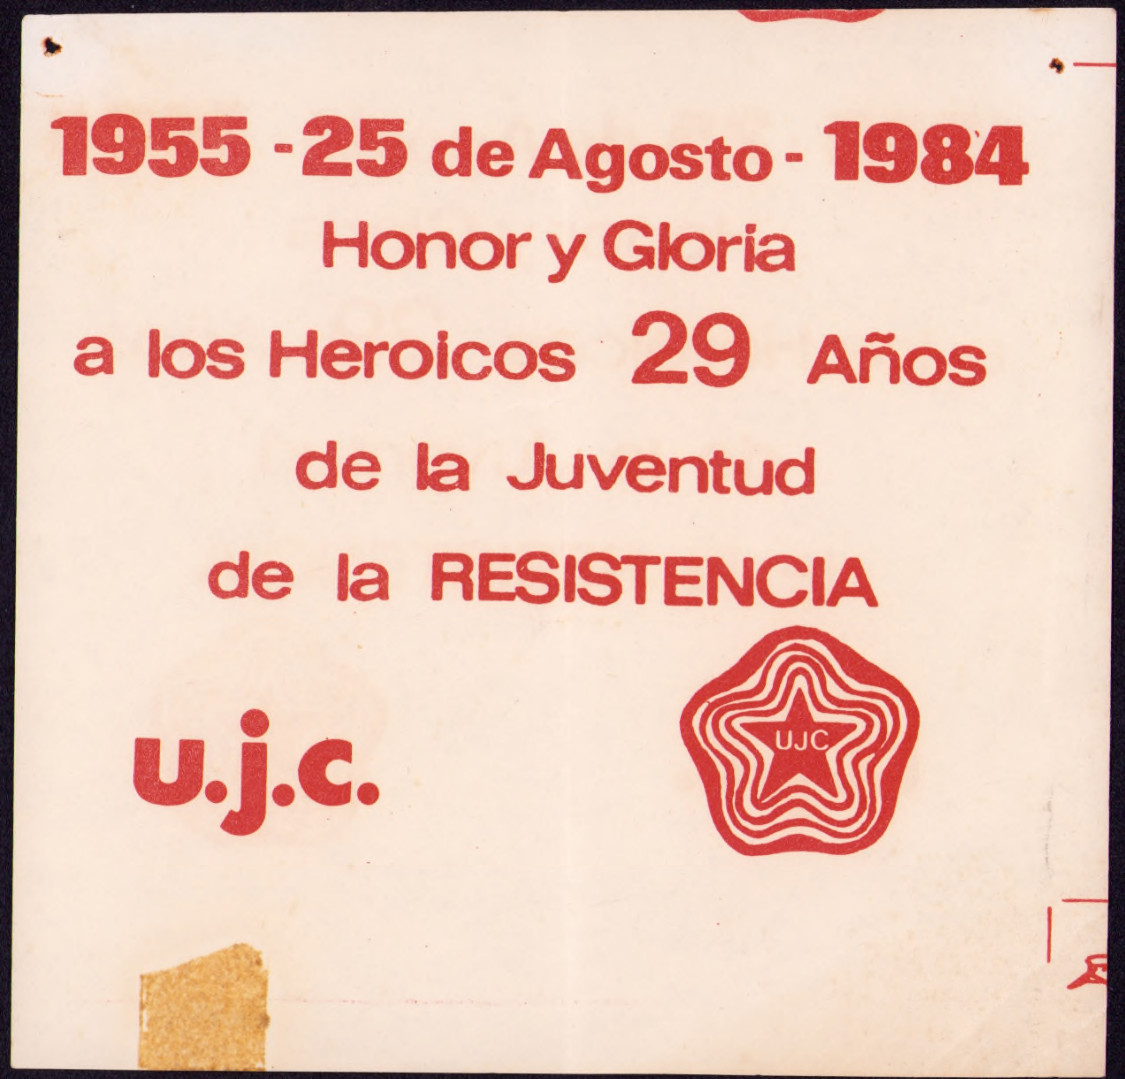 1955 - 25 de Agosto - 1984
Honor y Gloria
a los Heroicos 29 Años
de la Juventud
de la RESISTENCIA
u.j.c.
UJC